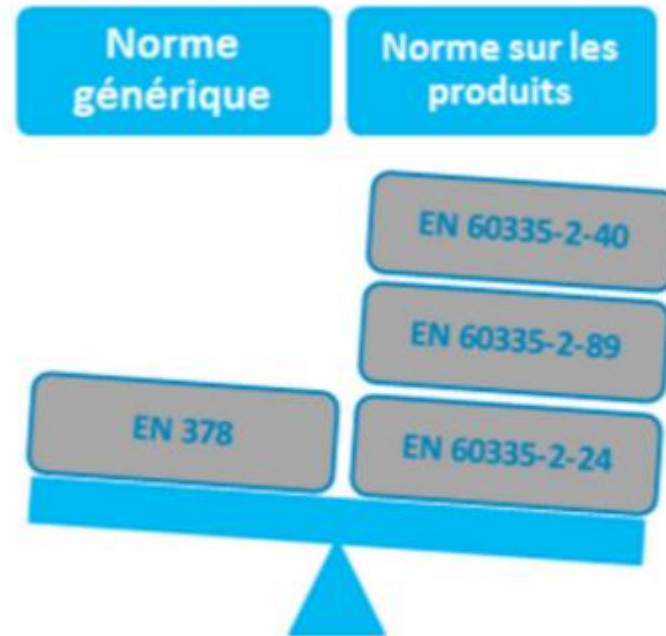 Norme
générique
Norme sur les
produits
EN 60335-2-40
EN 60335-2-89
EN 378
EN 60335-2-24